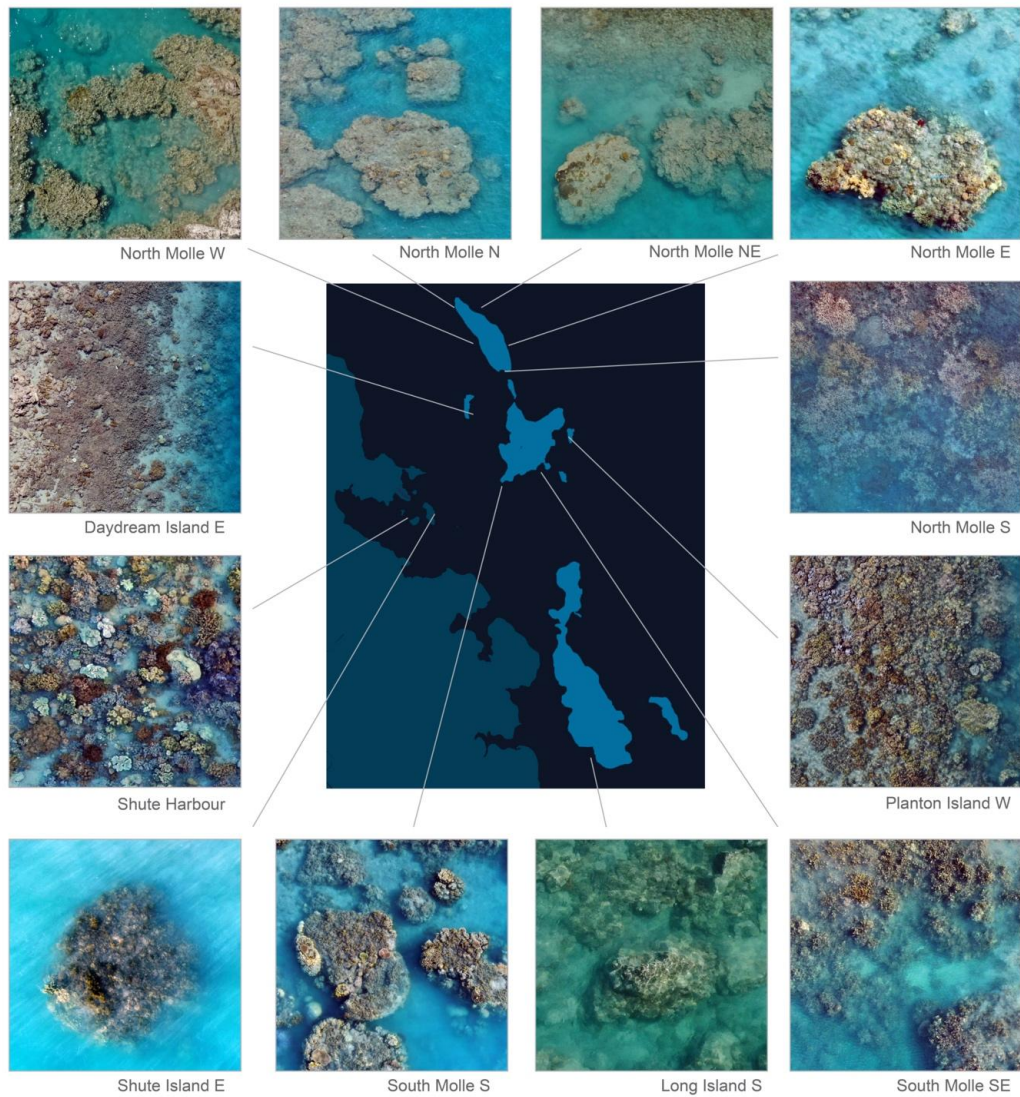 North Molle W
North Molle N
North Molle NE
North Molle E
Daydream Island E
North Molle S
Shute Harbour
Planton Island W
Shute Island E
South Molle S
Long Island S
South Molle SE